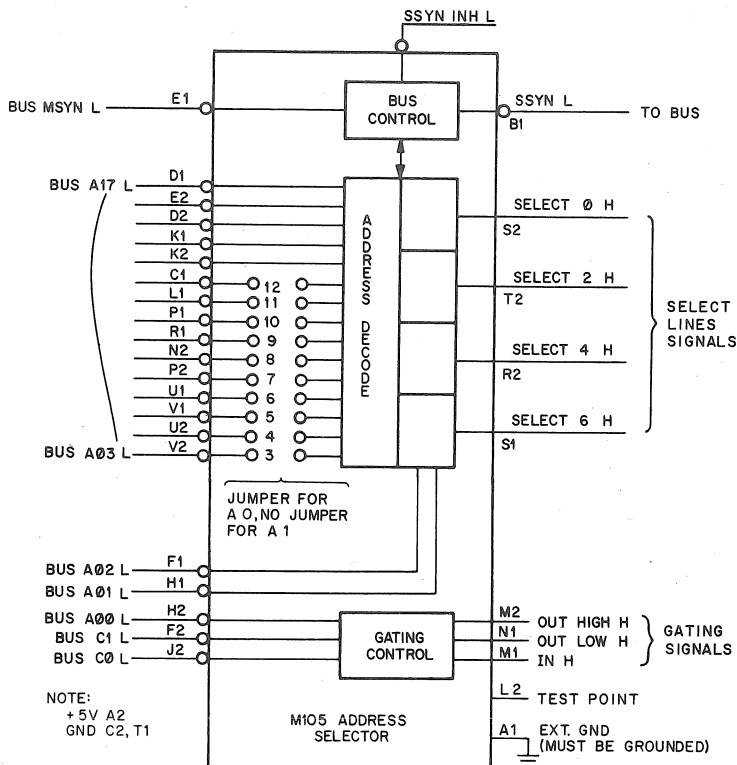 SSYN INH L
BUS MSYN L E1
BUS
CONTROL
SSYN L
B1
TO BUS
BUS A17 L D1
E2
D2
K1
K2
C1 12
L1 11
P1 10
R1 9
N2 8
P2 7
U1 6
V1 5
U2 4
BUS A03 L V2 3
ADDRESS DECODE
SELECT Ø H
S2
SELECT 2 H
T2
SELECT 4 H
R2
SELECT 6 H
S1
SELECT
LINES
SIGNALS
JUMPER FOR
A 0, NO JUMPER
FOR A 1
BUS A02 L F1
BUS A01 L H1
BUS A00 L H2
BUS C1 L F2
BUS C0 L J2
GATING
CONTROL
M2 OUT HIGH H
N1 OUT LOW H
M1 IN H
GATING
SIGNALS
L2 TEST POINT
A1 EXT. GND
(MUST BE GROUNDED)
NOTE:
+5V A2
GND C2, T1
M105 ADDRESS
SELECTOR